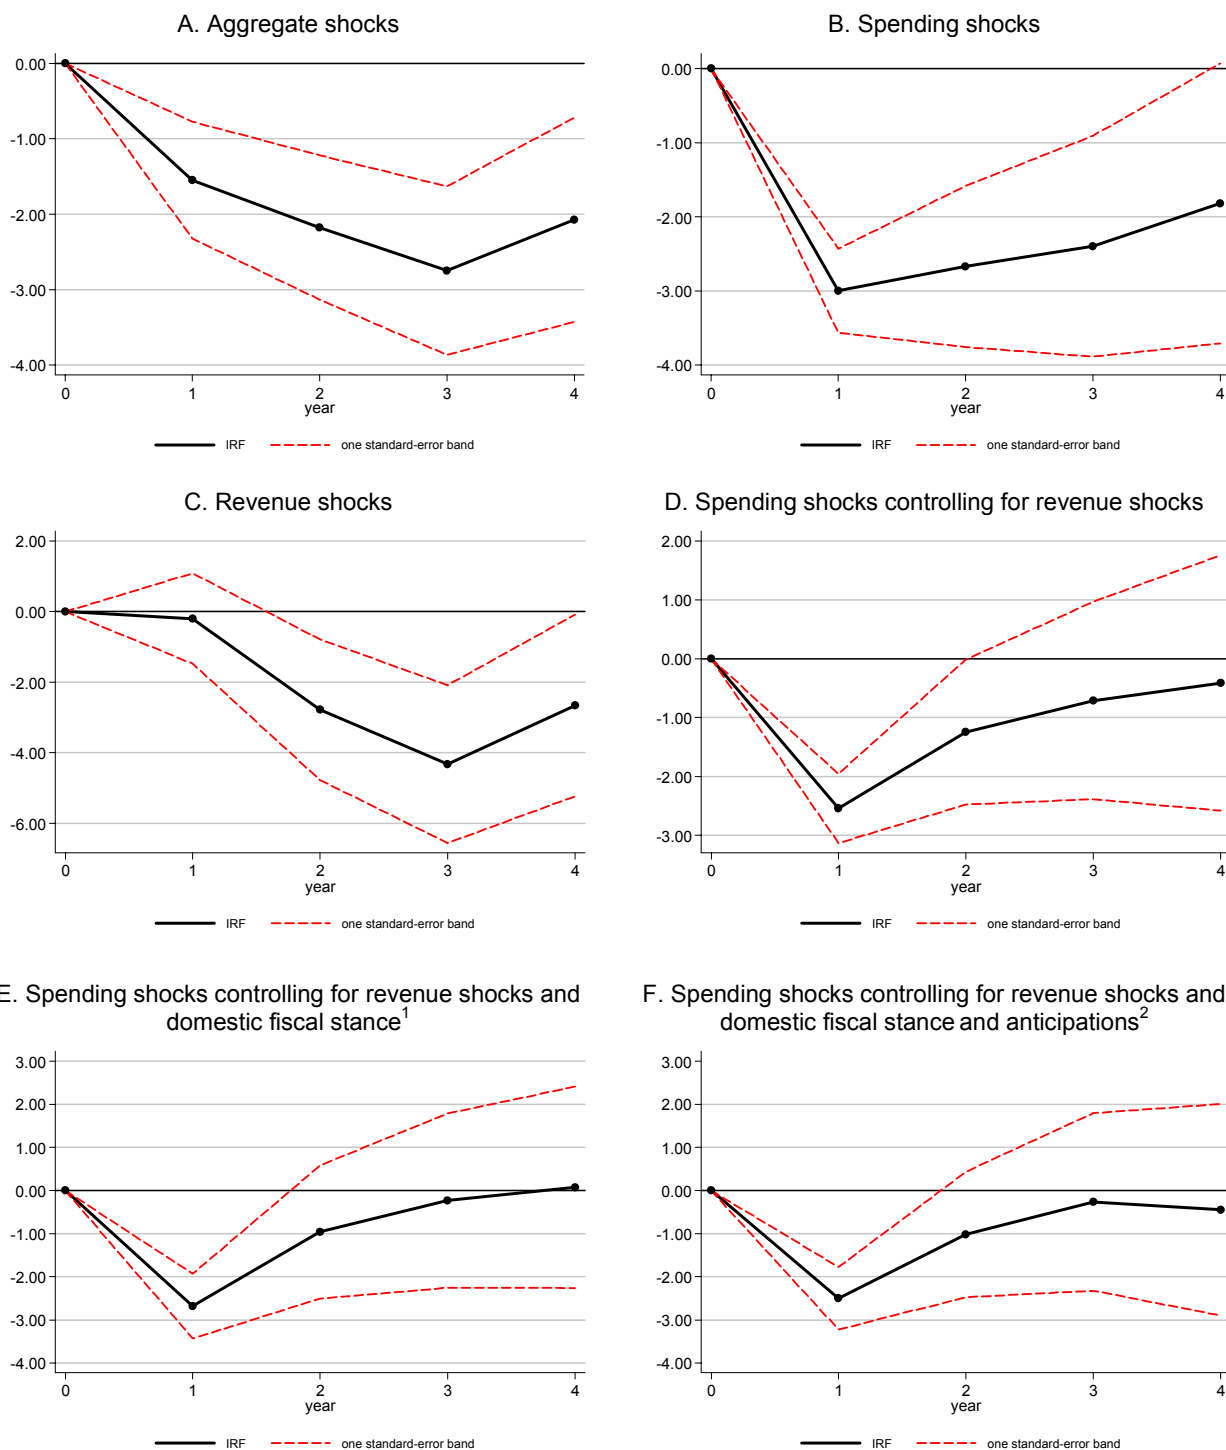 A. Aggregate shocks
0.00
-1.00
-2.00
-3.00
-4.00
0 1 2 3 4
year
IRF one standard-error band
B. Spending shocks
0.00
-1.00
-2.00
-3.00
-4.00
0 1 2 3 4
year
IRF one standard-error band
C. Revenue shocks
2.00
0.00
-2.00
-4.00
-6.00
0 1 2 3 4
year
IRF one standard-error band
D. Spending shocks controlling for revenue shocks
2.00
1.00
0.00
-1.00
-2.00
-3.00
0 1 2 3 4
year
IRF one standard-error band
E. Spending shocks controlling for revenue shocks and
domestic fiscal stance1
3.00
2.00
1.00
0.00
-1.00
-2.00
-3.00
-4.00
0 1 2 3 4
year
IRF one standard-error band
F. Spending shocks controlling for revenue shocks and
domestic fiscal stance and anticipations2
3.00
2.00
1.00
0.00
-1.00
-2.00
-3.00
-4.00
0 1 2 3 4
year
IRF one standard-error band